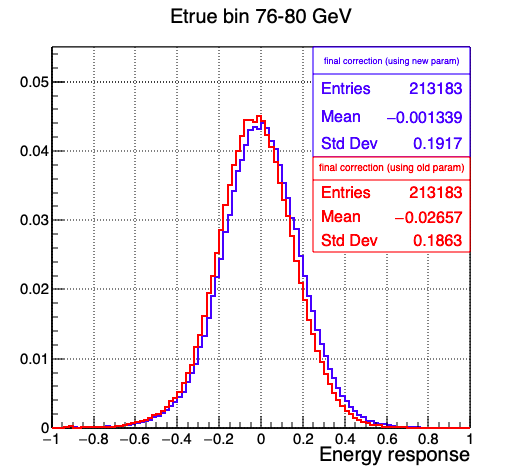 Etrue bin 76-80 GeV
final correction (using new param)
Entries 213183
Mean −0.001339
Std Dev 0.1917
final correction (using old param)
Entries 213183
Mean −0.02657
Std Dev 0.1863
0.05
0.04
0.03
0.02
0.01
0
−1 −0.8 −0.6 −0.4 −0.2 0 0.2 0.4 0.6 0.8 1
Energy response